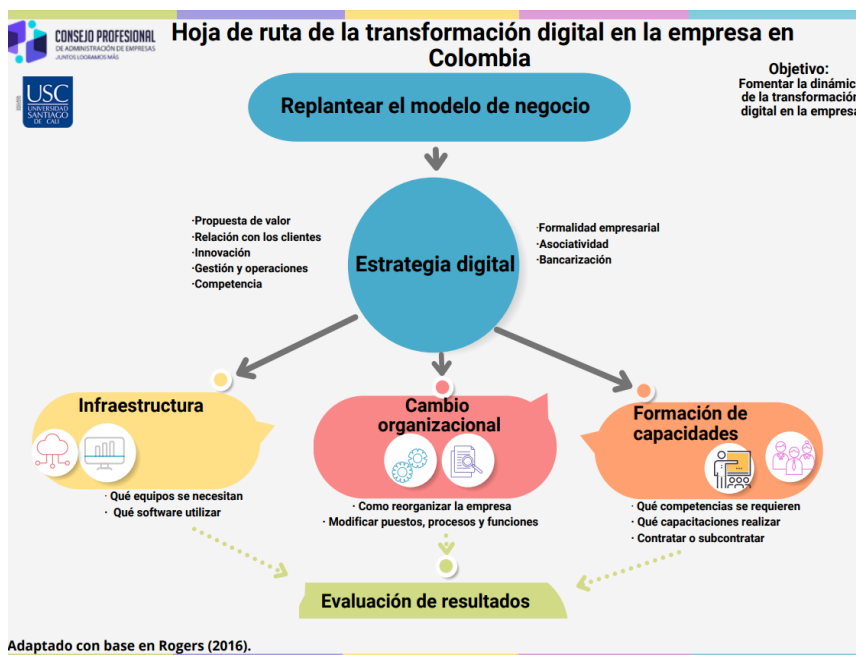 CONSEJO PROFESIONAL
DE ADMINISTRACIÓN DE EMPRESAS
JUNTOS LOGRAMOS MÁS
Hoja de ruta de la transformación digital en la empresa en
Colombia
USC
UNIVERSIDAD
SANTIAGO
DE CALI
Objetivo:
Fomentar la dinámic
de la transformación
digital en la empresa
Replantear el modelo de negocio
·Propuesta de valor
·Relación con los clientes
·Innovación
·Gestión y operaciones
·Competencia
Estrategia digital
·Formalidad empresarial
·Asociatividad
·Bancarización
Infraestructura
· Qué equipos se necesitan
· Qué software utilizar
Cambio
organizacional
· Como reorganizar la empresa
· Modificar puestos, procesos y funciones
Formación de
capacidades
· Qué competencias se requieren
· Qué capacitaciones realizar
· Contratar o subcontratar
Evaluación de resultados
Adaptado con base en Rogers (2016).